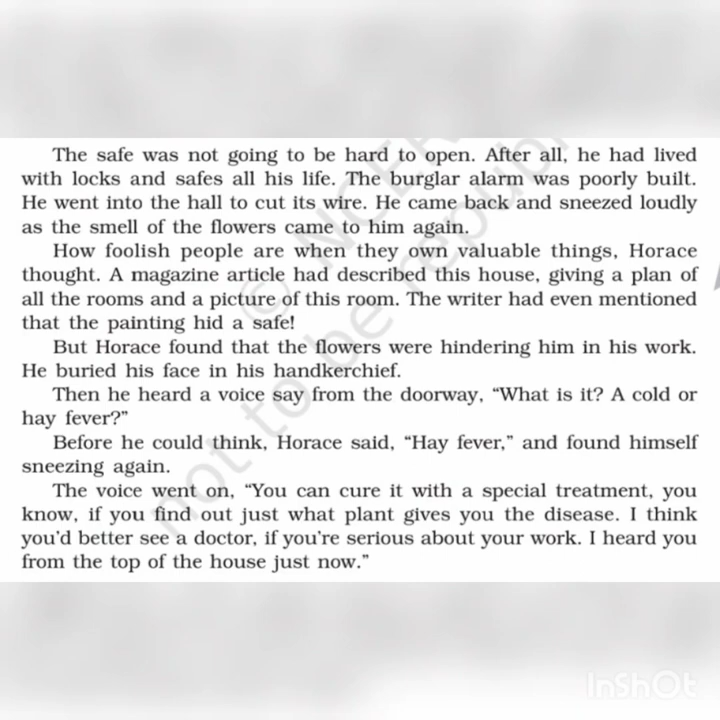 The safe was not going to be hard to open. After all, he had lived
with locks and safes all his life. The burglar alarm was poorly built.
He went into the hall to cut its wire. He came back and sneezed loudly
as the smell of the flowers came to him again.
How foolish people are when they own valuable things, Horace
thought. A magazine article had described this house, giving a plan of
all the rooms and a picture of this room. The writer had even mentioned
that the painting hid a safe!
But Horace found that the flowers were hindering him in his work.
He buried his face in his handkerchief.
Then he heard a voice say from the doorway, “What is it? A cold or
hay fever?”
Before he could think, Horace said, “Hay fever,” and found himself
sneezing again.
The voice went on, “You can cure it with a special treatment, you
know, if you find out just what plant gives you the disease. I think
you’d better see a doctor, if you’re serious about your work. I heard you
from the top of the house just now.”
© NCER
not to be republ
InShOt